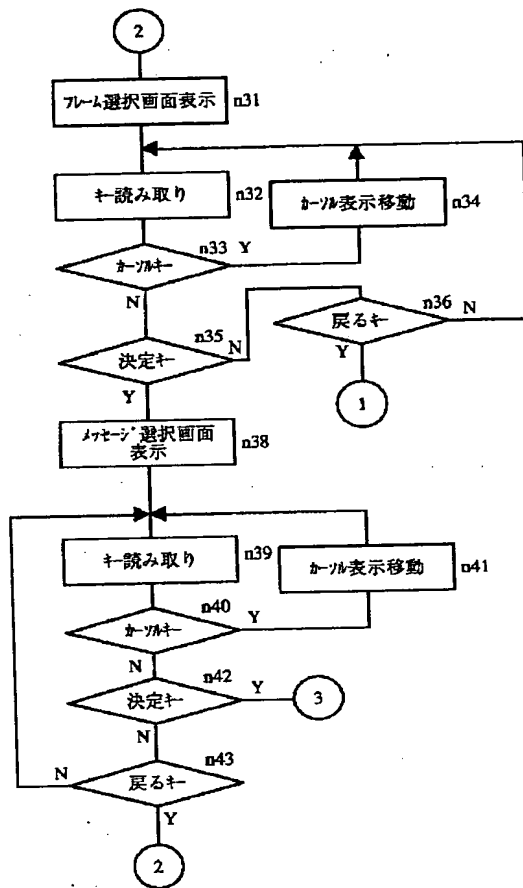 2
フレーム選択画面表示 n31
キー読み取り n32
カーソル表示移動 n34
n33 Y
カーソルキー
N
n35 N
決定キー
Y
n36 N
戻るキー
Y
1
メッセージ選択画面
表示
n38
キー読み取り n39
カーソル表示移動 n41
n40
カーソルキー Y
N
n42
決定キー Y
3
N
n43
N
戻るキー
Y
2